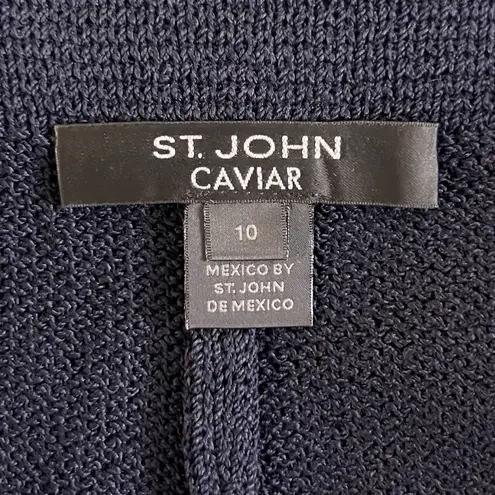 ST. JOHN
CAVIAR
10
MEXICO BY
ST. JOHN
DE MEXICO